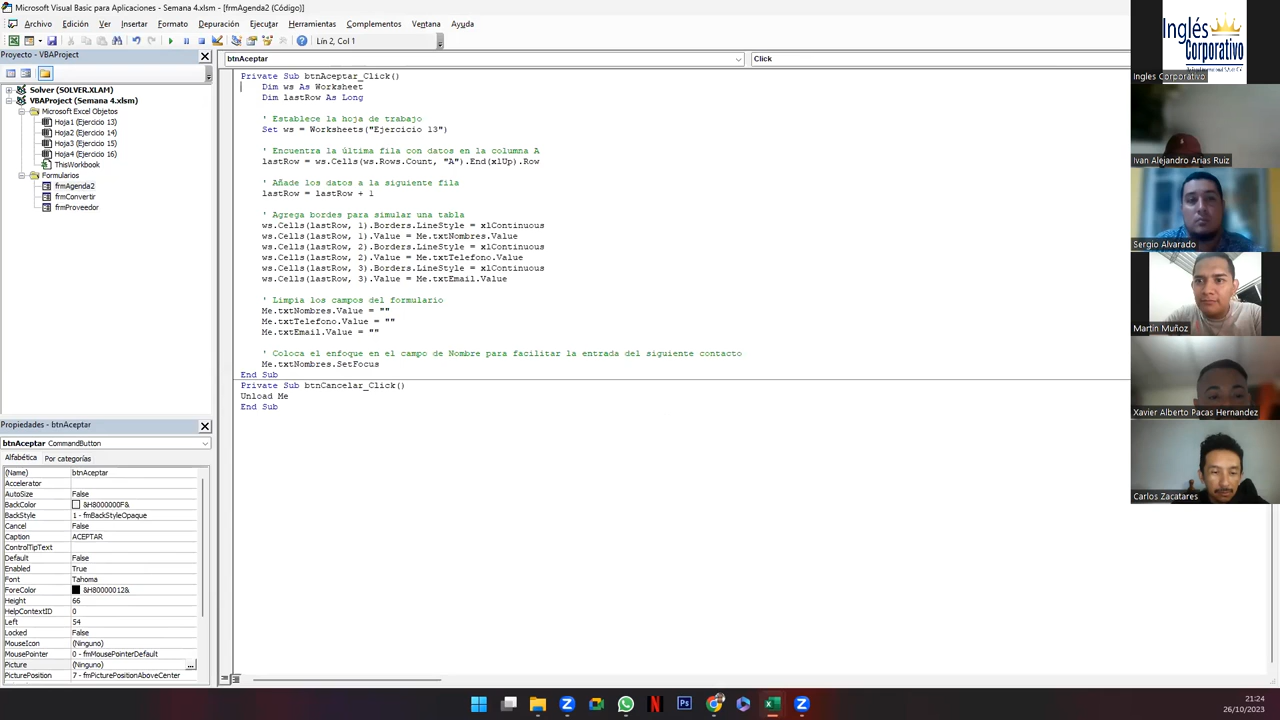 Microsoft Visual Basic para Aplicaciones - Semana 4.xlsm - [frmAgenda2 (Código)]
Archivo Edición Ver Insertar Formato Depuración Ejecutar Herramientas Complementos Ventana Ayuda
Lín 2, Col 1
Proyecto - VBAProject
Solver (SOLVER.XLAM)
VBAProject (Semana 4.xlsm)
Microsoft Excel Objetos
Hoja1 (Ejercicio 13)
Hoja2 (Ejercicio 14)
Hoja3 (Ejercicio 15)
Hoja4 (Ejercicio 16)
ThisWorkbook
Formularios
frmAgenda2
frmConvertir
frmProveedor
Propiedades - btnAceptar
btnAceptar CommandButton
Alfabética Por categorías
(Name) btnAceptar
Accelerator
AutoSize False
BackColor &H8000000F&
BackStyle 1 - fmBackStyleOpaque
Cancel False
Caption ACEPTAR
ControlTipText
Default False
Enabled True
Font Tahoma
ForeColor &H80000012&
Height 66
HelpContextID 0
Left 54
Locked False
MouseIcon (Ninguno)
MousePointer 0 - fmMousePointerDefault
Picture (Ninguno) ...
PicturePosition 7 - fmPicturePositionAboveCenter
btnAceptar Click
Private Sub btnAceptar_Click()
Dim ws As Worksheet
Dim lastRow As Long
' Establece la hoja de trabajo
Set ws = Worksheets("Ejercicio 13")
' Encuentra la última fila con datos en la columna A
lastRow = ws.Cells(ws.Rows.Count, "A").End(xlUp).Row
' Añade los datos a la siguiente fila
lastRow = lastRow + 1
' Agrega bordes para simular una tabla
ws.Cells(lastRow, 1).Borders.LineStyle = xlContinuous
ws.Cells(lastRow, 1).Value = Me.txtNombres.Value
ws.Cells(lastRow, 2).Borders.LineStyle = xlContinuous
ws.Cells(lastRow, 2).Value = Me.txtTelefono.Value
ws.Cells(lastRow, 3).Borders.LineStyle = xlContinuous
ws.Cells(lastRow, 3).Value = Me.txtEmail.Value
' Limpia los campos del formulario
Me.txtNombres.Value = ""
Me.txtTelefono.Value = ""
Me.txtEmail.Value = ""
' Coloca el enfoque en el campo de Nombre para facilitar la entrada del siguiente contacto
Me.txtNombres.SetFocus
End Sub
Private Sub btnCancelar_Click()
Unload Me
End Sub
Inglés
Corporativo
Ingles Corporativo
Ivan Alejandro Arias Ruiz
Sergio Alvarado
Martin Muñoz
Xavier Alberto Pacas Hernandez
Carlos Zacatares
21:24
26/10/2023